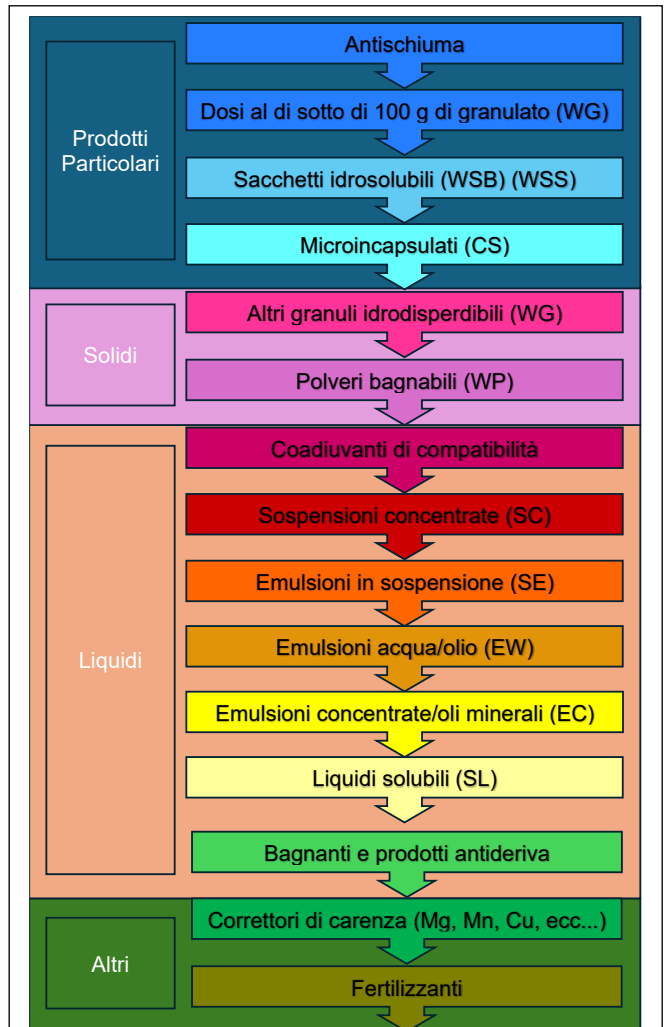 Prodotti
Particolari
Antischiuma
Dosi al di sotto di 100 g di granulato (WG)
Sacchetti idrosolubili (WSB) (WSS)
Microincapsulati (CS)
Solidi
Altri granuli idrodisperdibili (WG)
Polveri bagnabili (WP)
Liquidi
Coadiuvanti di compatibilità
Sospensioni concentrate (SC)
Emulsioni in sospensione (SE)
Emulsioni acqua/olio (EW)
Emulsioni concentrate/oli minerali (EC)
Liquidi solubili (SL)
Bagnanti e prodotti antideriva
Altri
Correttori di carenza (Mg, Mn, Cu, ecc...)
Fertilizzanti